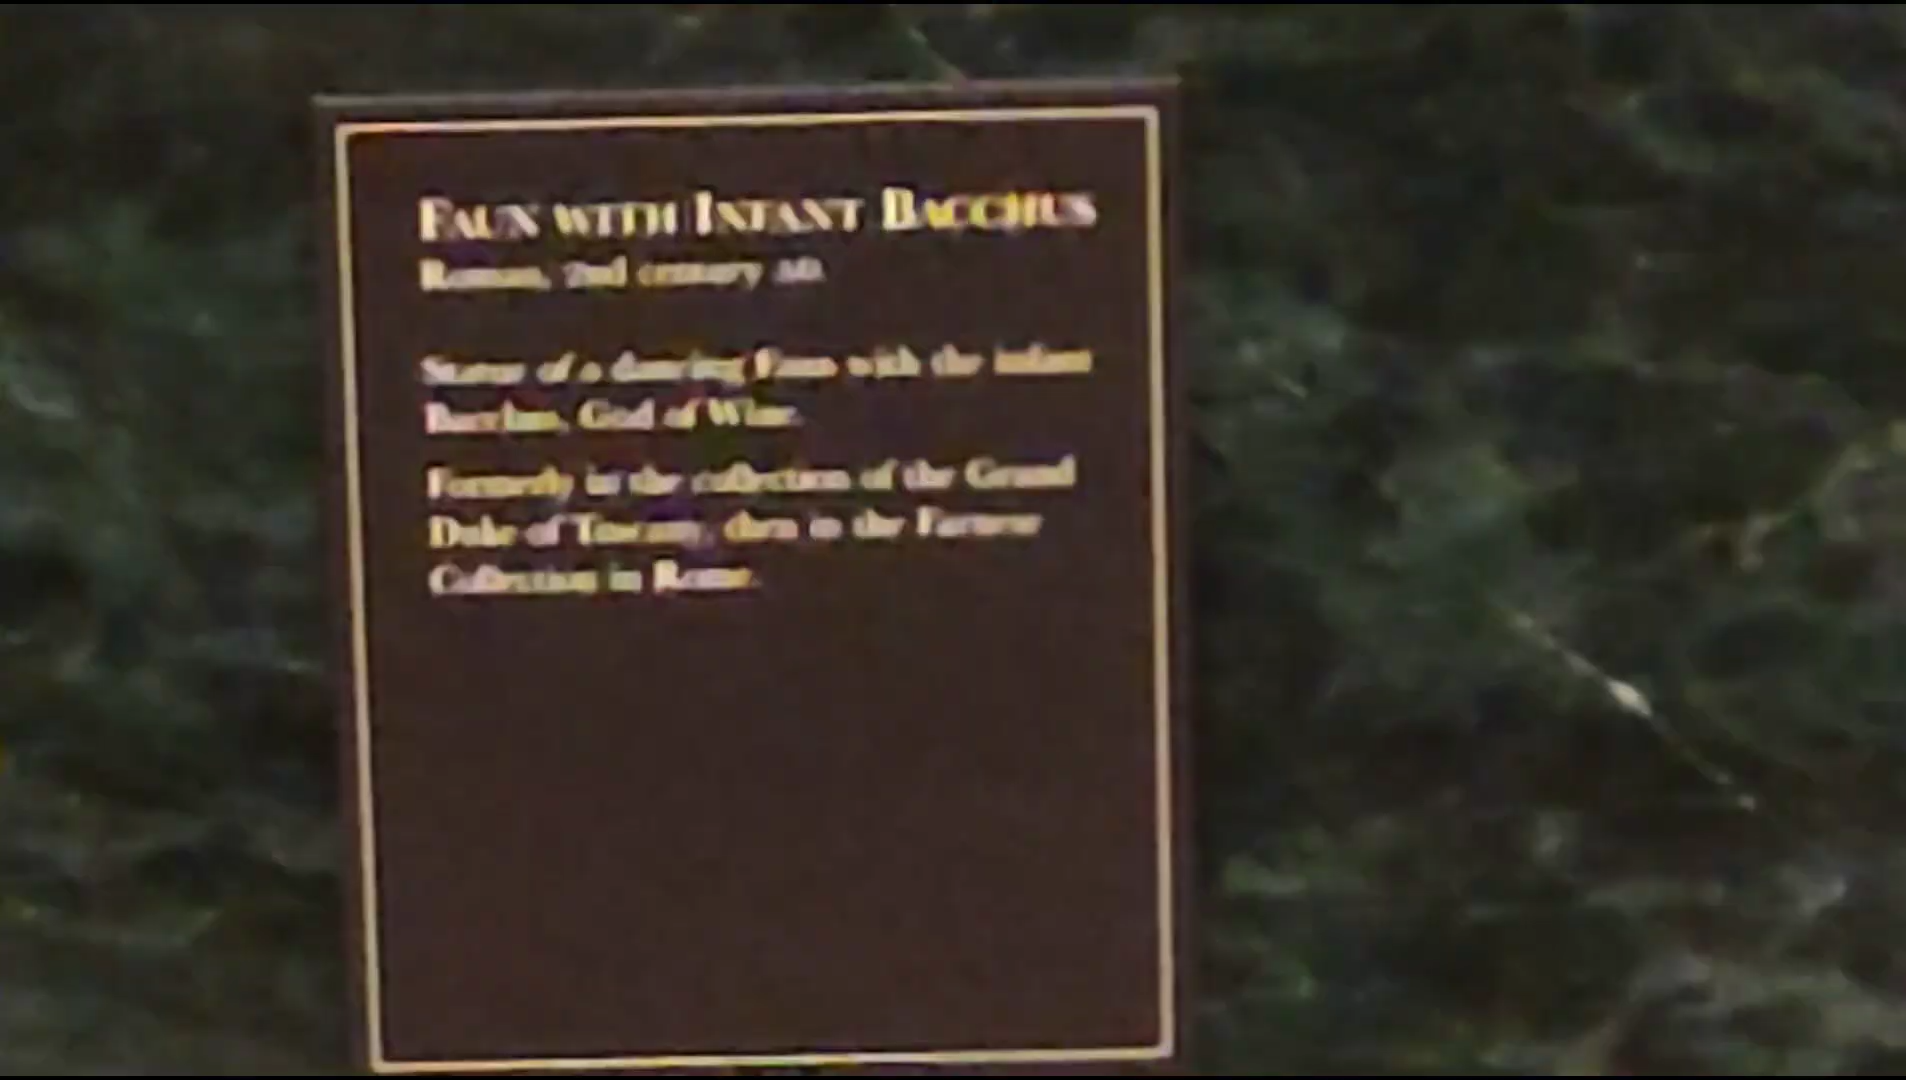 FAUN WITH INFANT BACCHUS
Roman, 2nd century AD.
Statue of a dancing Faun with the infant
Bacchus, God of Wine.
Formerly in the collection of the Grand
Duke of Tuscany, then in the Farnese
Collection in Rome.